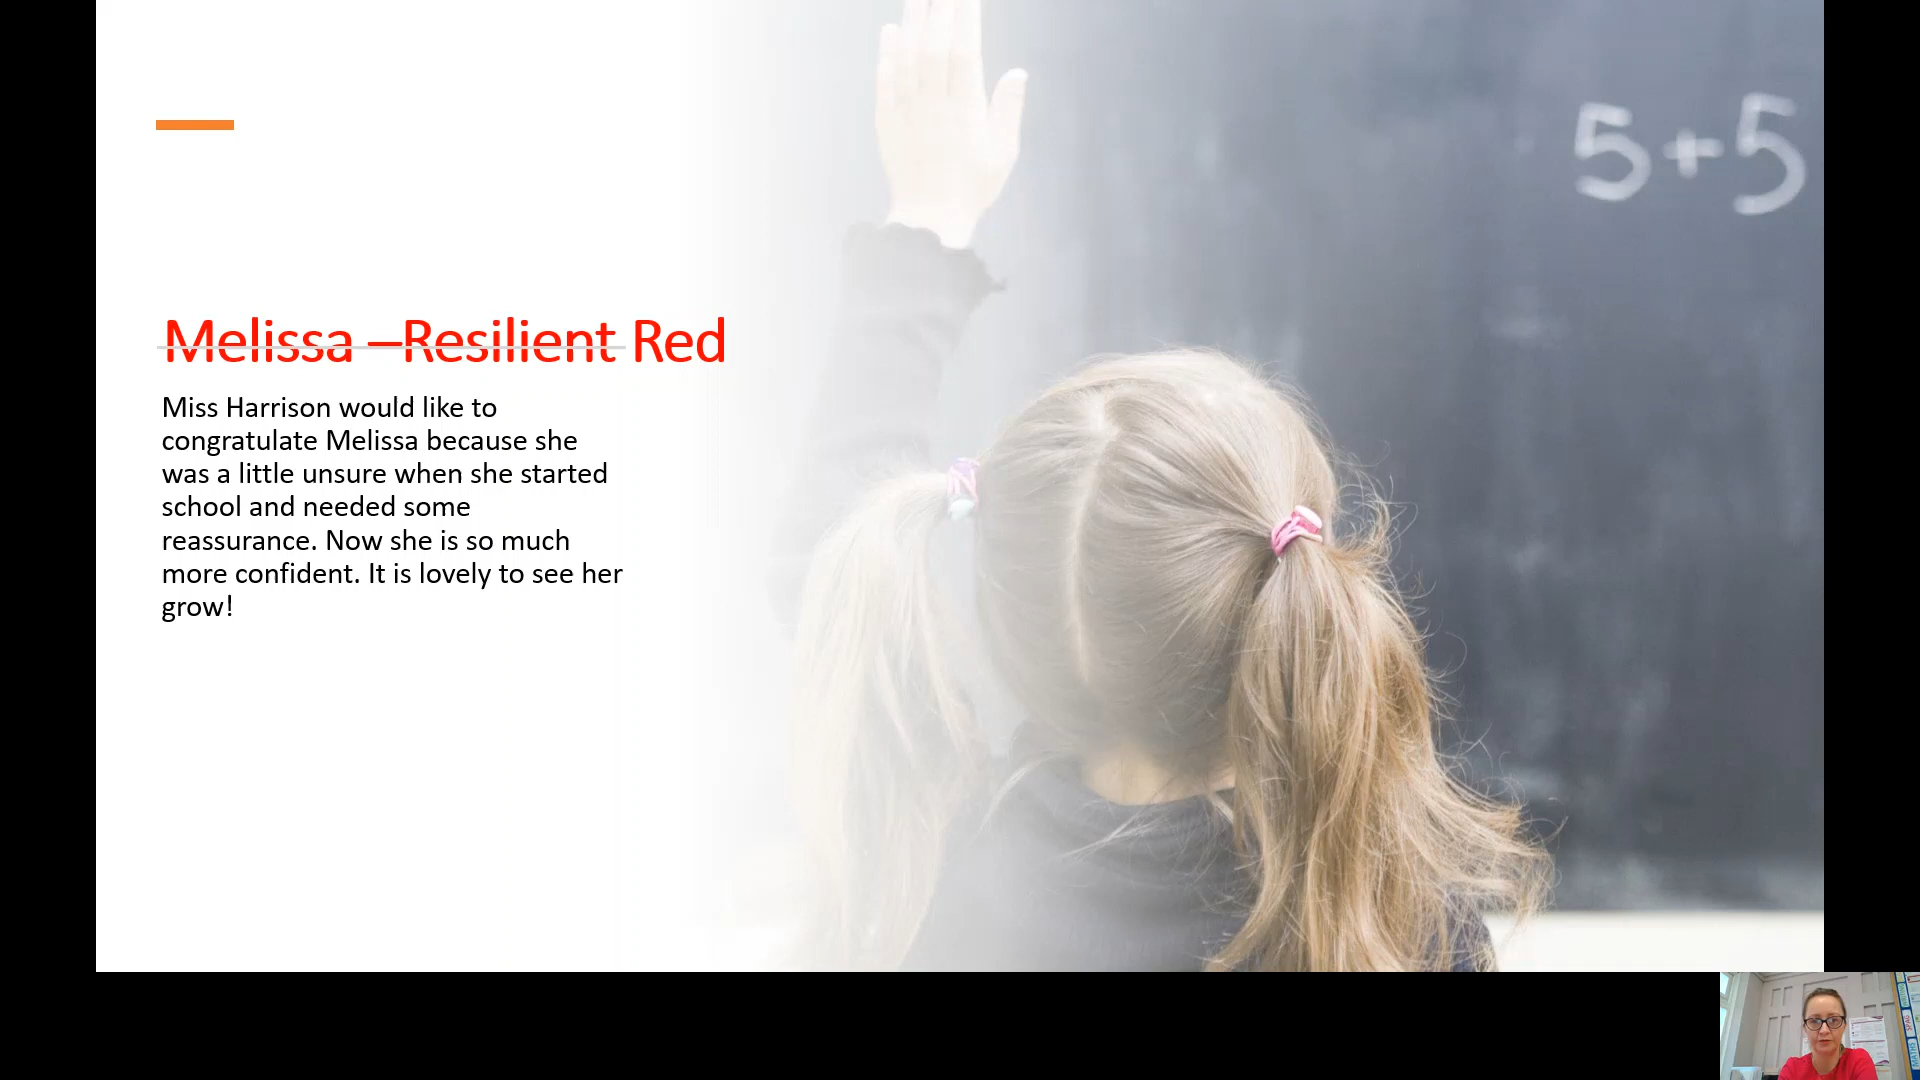 Melissa –Resilient Red
Miss Harrison would like to
congratulate Melissa because she
was a little unsure when she started
school and needed some
reassurance. Now she is so much
more confident. It is lovely to see her
grow!
5+5